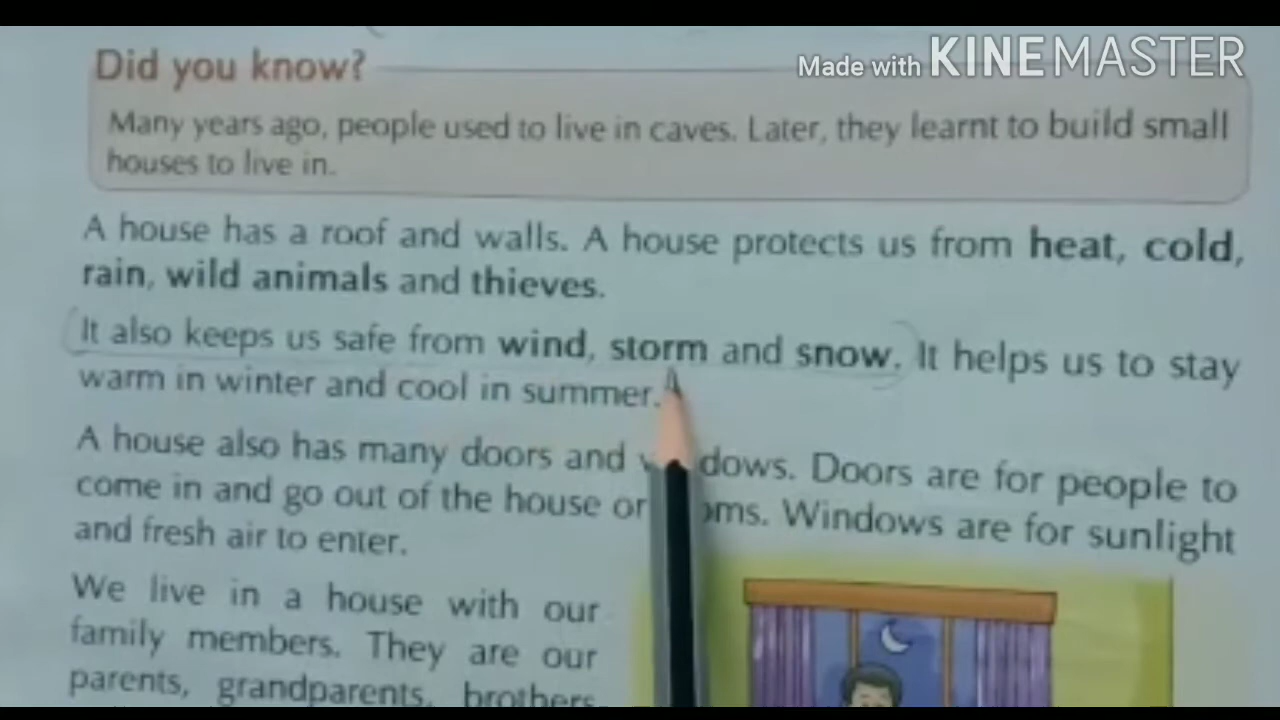 Made with KINEMASTER
Did you know?
Many years ago, people used to live in caves. Later, they learnt to build small
houses to live in.
A house has a roof and walls. A house protects us from heat, cold,
rain, wild animals and thieves.
It also keeps us safe from wind, storm and snow. It helps us to stay
warm in winter and cool in summer.
A house also has many doors and dows. Doors are for people to
come in and go out of the house or oms. Windows are for sunlight
and fresh air to enter.
We live in a house with our
family members. They are our
parents, grandparents, brothers